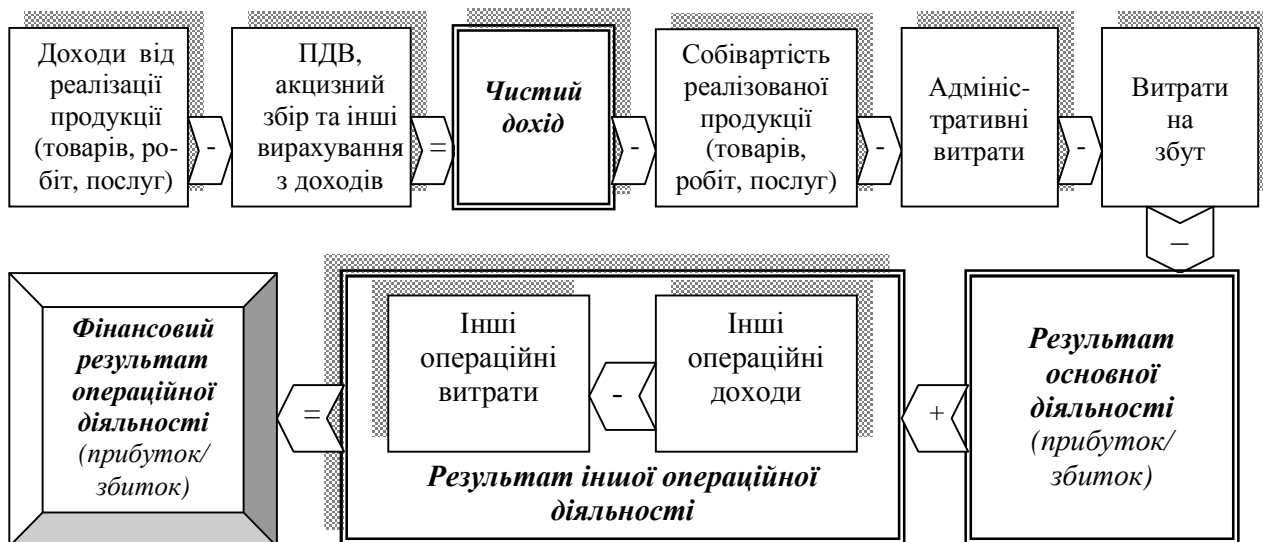 Доходи від
реалізації
продукції
(товарів, ро-
біт, послуг)
-
ПДВ,
акцизний
збір та інші
вирахування
з доходів
=
Чистий
дохід
-
Собівартість
реалізованої
продукції
(товарів,
робіт, послуг)
-
Адмініс-
тративні
витрати
-
Витрати
на
збут
–
Результат
основної
діяльності
(прибуток/
збиток)
+
Інші
операційні
доходи
-
Інші
операційні
витрати
Результат іншої операційної
діяльності
=
Фінансовий
результат
операційної
діяльності
(прибуток/
збиток)